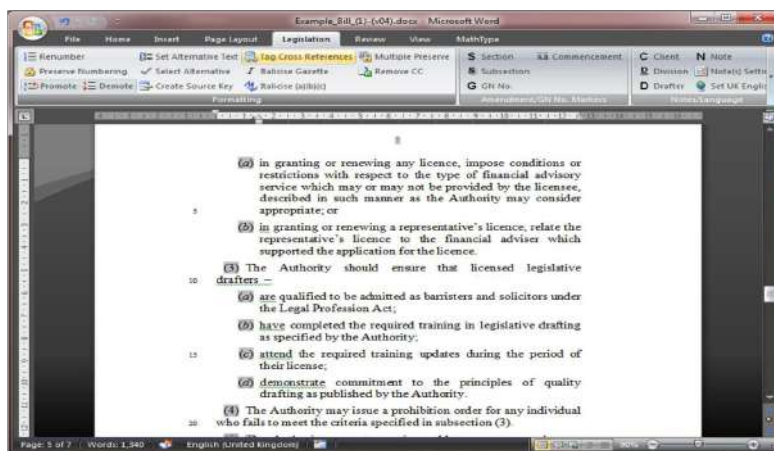 Example_Bill_(1)-(v04).docx - Microsoft Word
File Home Insert Page Layout Legislation Review View MathType
Renumber Set Alternative Text Tag Cross References Multiple Preserve S Section Commencement C Client N Note
Preserve Numbering Select Alternative I Italicise Gazette Remove CC Subsection R Division Note(s)
Promote Demote Create Source Key Italicise (a)(b)(c) G GN No. D Drafter Set UK Englis
Formatting Amendment/GN No. Markers Notes/Language
(a) in granting or renewing any licence, impose conditions or
restrictions with respect to the type of financial advisory
service which may or may not be provided by the licensee,
described in such manner as the Authority may consider
5 appropriate; or
(b) in granting or renewing a representative's licence, relate the
representative's licence to the financial adviser which
supported the application for the licence.
(3) The Authority should ensure that licensed legislative
10 drafters –
(a) are qualified to be admitted as barristers and solicitors under
the Legal Profession Act;
(b) have completed the required training in legislative drafting
as specified by the Authority;
15 (c) attend the required training updates during the period of
their license;
(d) demonstrate commitment to the principles of quality
drafting as published by the Authority.
(4) The Authority may issue a prohibition order for any individual
20 who fails to meet the criteria specified in subsection (3).
Page: 5 of 7 Words: 1,340 English (United Kingdom) 90%